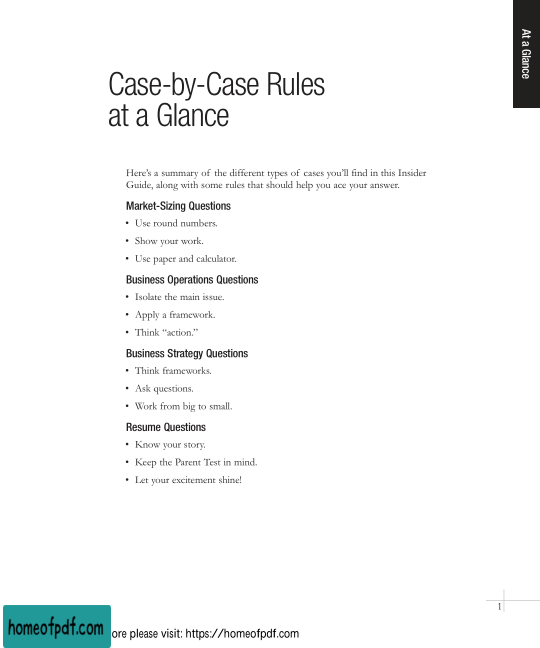 At a Glance
Case-by-Case Rules
at a Glance
Here's a summary of the different types of cases you'll find in this Insider
Guide, along with some rules that should help you ace your answer.
Market-Sizing Questions
• Use round numbers.
• Show your work.
• Use paper and calculator.
Business Operations Questions
• Isolate the main issue.
• Apply a framework.
• Think “action.”
Business Strategy Questions
• Think frameworks.
• Ask questions.
• Work from big to small.
Resume Questions
• Know your story.
• Keep the Parent Test in mind.
• Let your excitement shine!
1
homeofpdf.com
ore please visit: https://homeofpdf.com